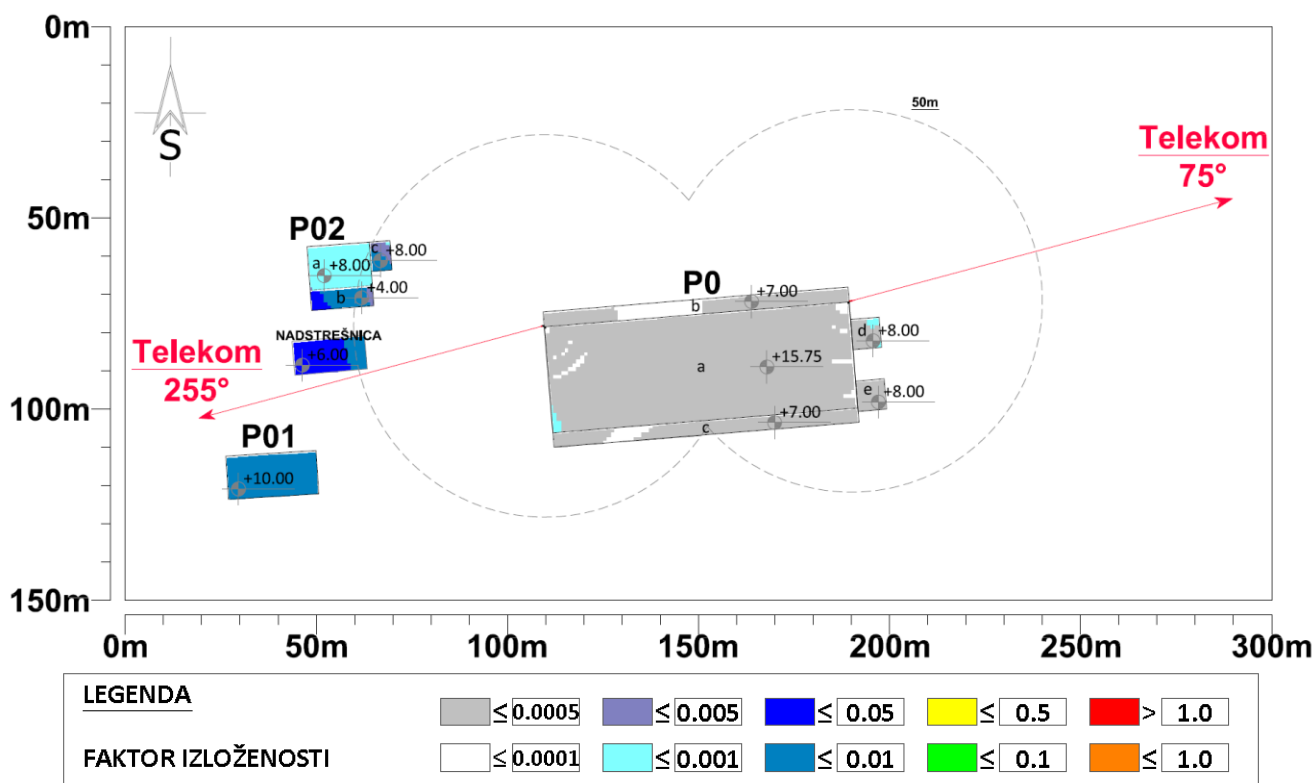 0m
50m
100m
150m
S
50m
Telekom
75°
P02
c
+8.00
a
+8.00
b
+4.00
P0
b
+7.00
d
+8.00
a
+15.75
e
+8.00
+7.00
c
NADSTREŠNICA
+6.00
Telekom
255°
P01
+10.00
0m 50m 100m 150m 200m 250m 300m
LEGENDA
≤ 0.0005 ≤ 0.005 ≤ 0.05 ≤ 0.5 > 1.0
FAKTOR IZLOŽENOSTI
≤ 0.0001 ≤ 0.001 ≤ 0.01 ≤ 0.1 ≤ 1.0